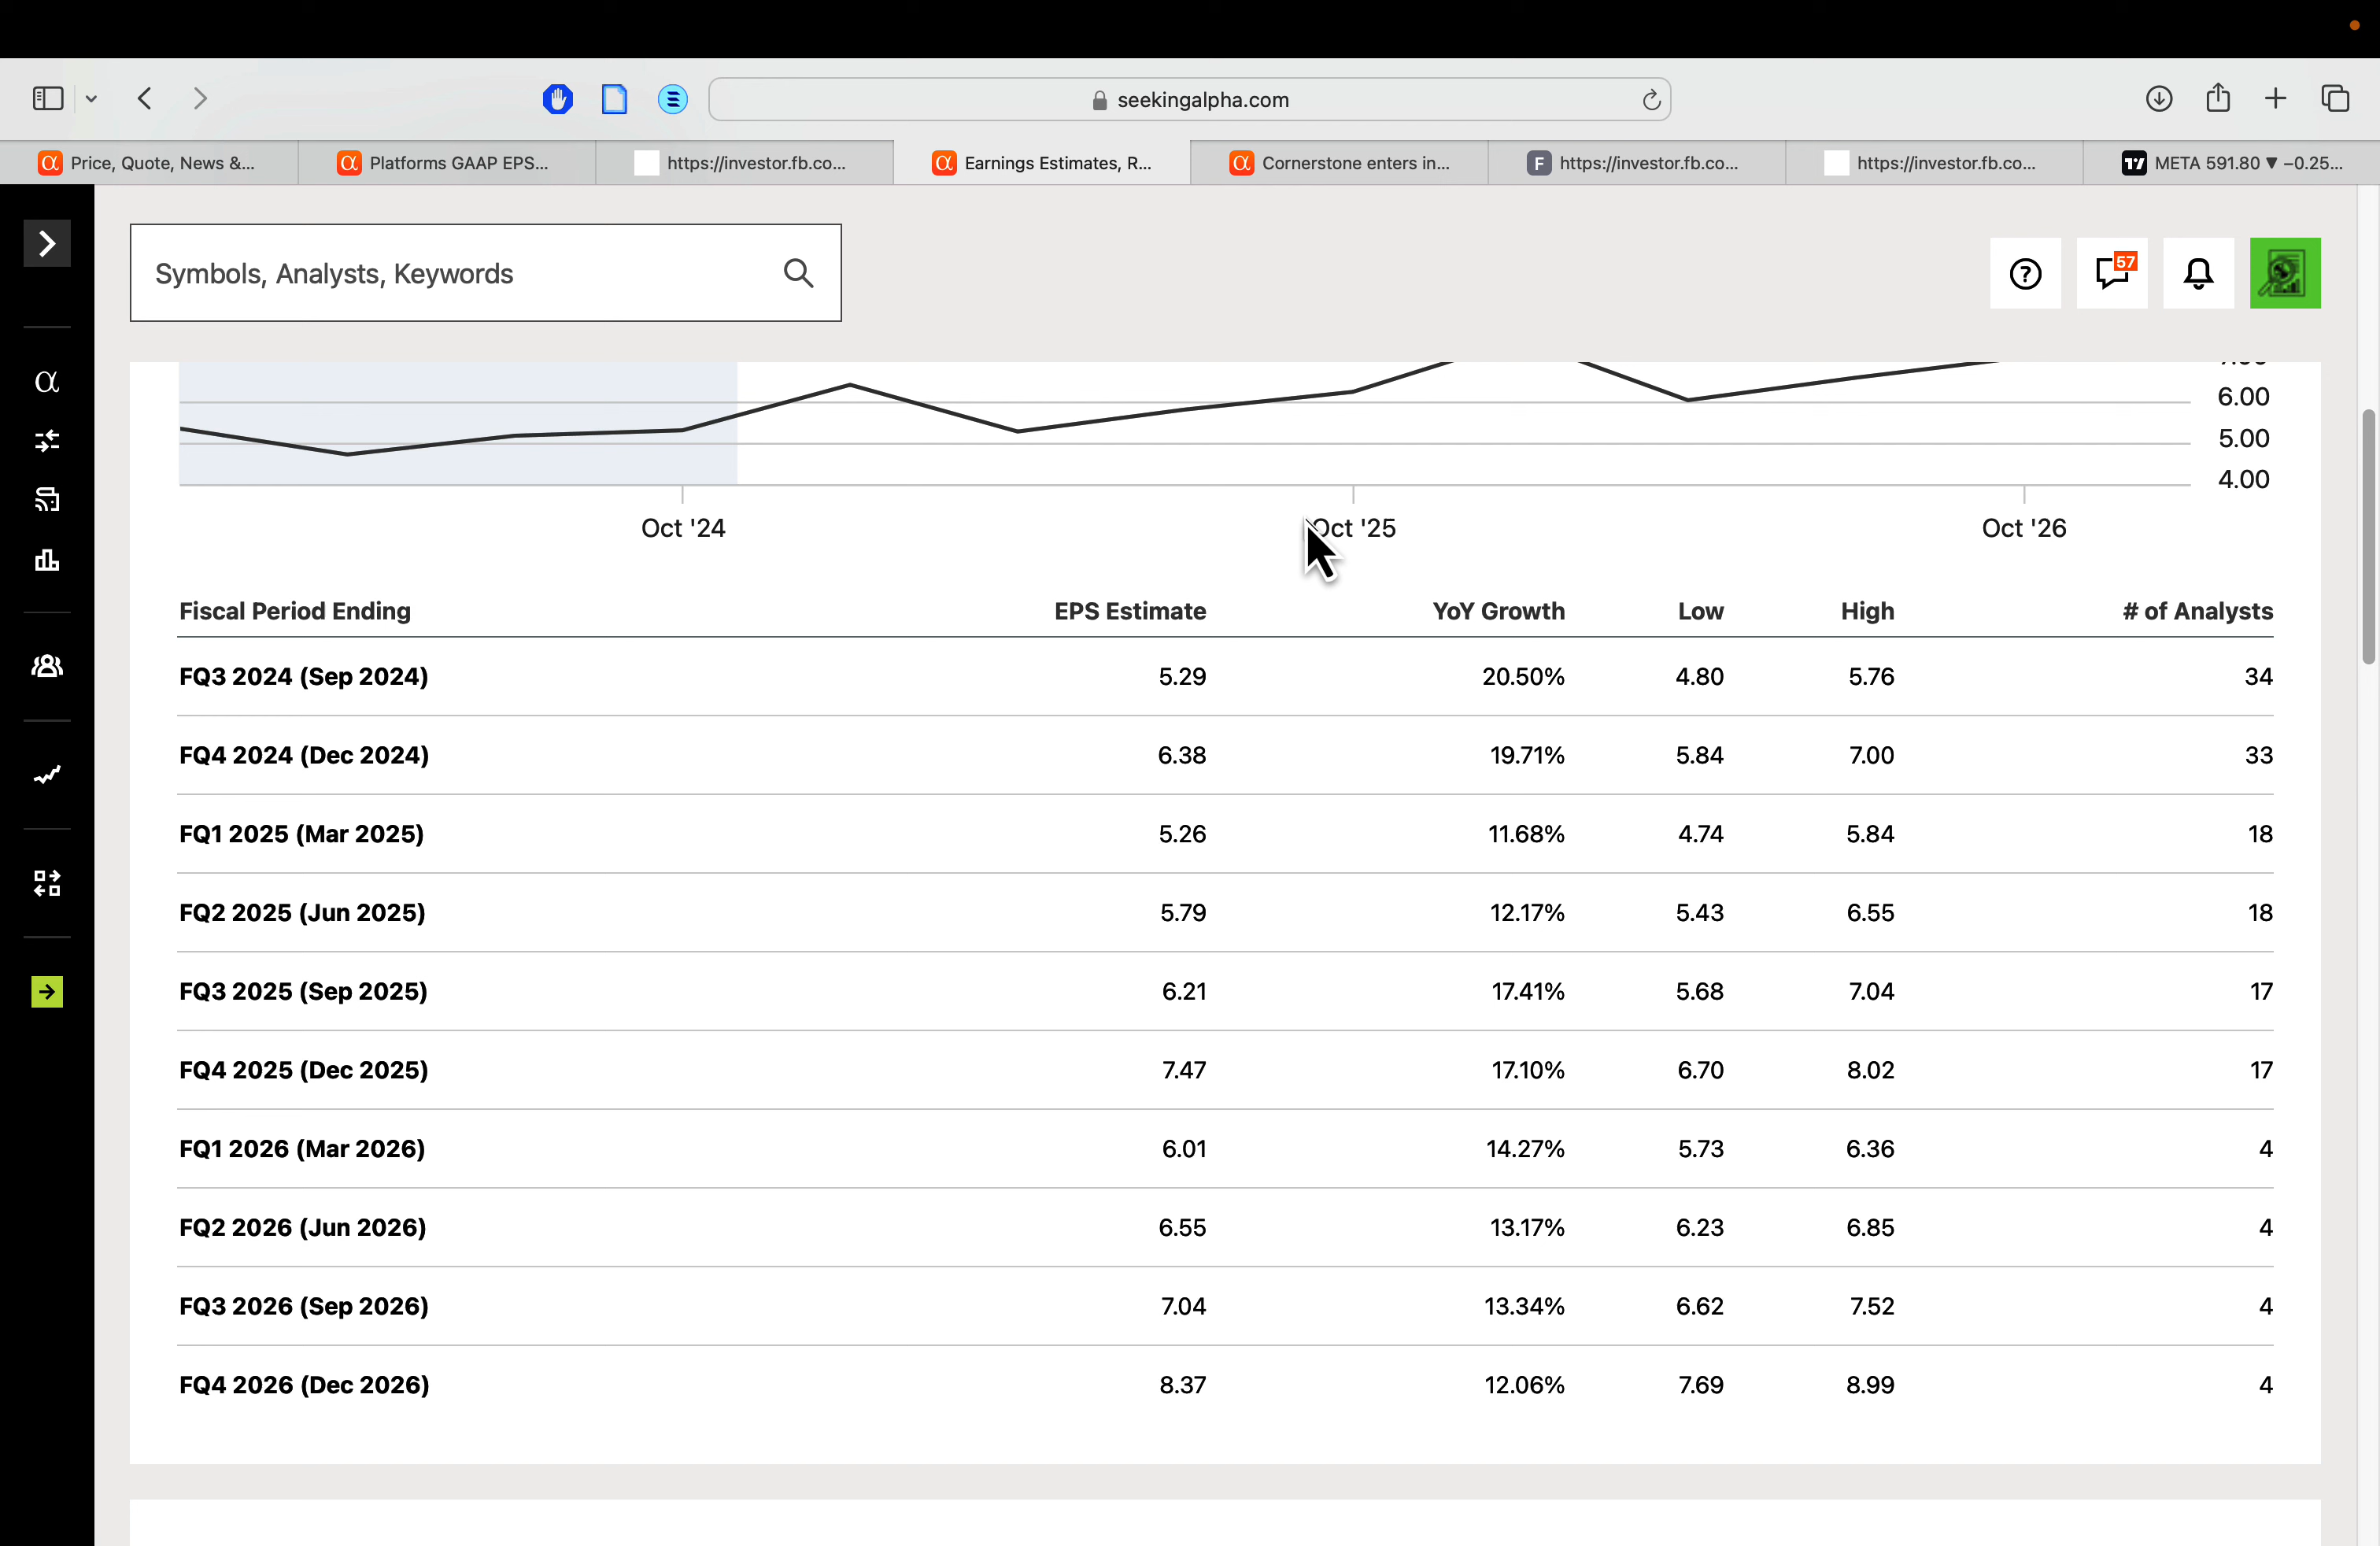 seekingalpha.com
Price, Quote, News &...
Platforms GAAP EPS...
https://investor.fb.co...
Earnings Estimates, R...
Cornerstone enters in...
F https://investor.fb.co...
https://investor.fb.co...
META 591.80 ▼ −0.25...
Symbols, Analysts, Keywords
57
6.00
5.00
4.00
Oct '24 Oct '25 Oct '26
Fiscal Period Ending EPS Estimate YoY Growth Low High # of Analysts
FQ3 2024 (Sep 2024) 5.29 20.50% 4.80 5.76 34
FQ4 2024 (Dec 2024) 6.38 19.71% 5.84 7.00 33
FQ1 2025 (Mar 2025) 5.26 11.68% 4.74 5.84 18
FQ2 2025 (Jun 2025) 5.79 12.17% 5.43 6.55 18
FQ3 2025 (Sep 2025) 6.21 17.41% 5.68 7.04 17
FQ4 2025 (Dec 2025) 7.47 17.10% 6.70 8.02 17
FQ1 2026 (Mar 2026) 6.01 14.27% 5.73 6.36 4
FQ2 2026 (Jun 2026) 6.55 13.17% 6.23 6.85 4
FQ3 2026 (Sep 2026) 7.04 13.34% 6.62 7.52 4
FQ4 2026 (Dec 2026) 8.37 12.06% 7.69 8.99 4